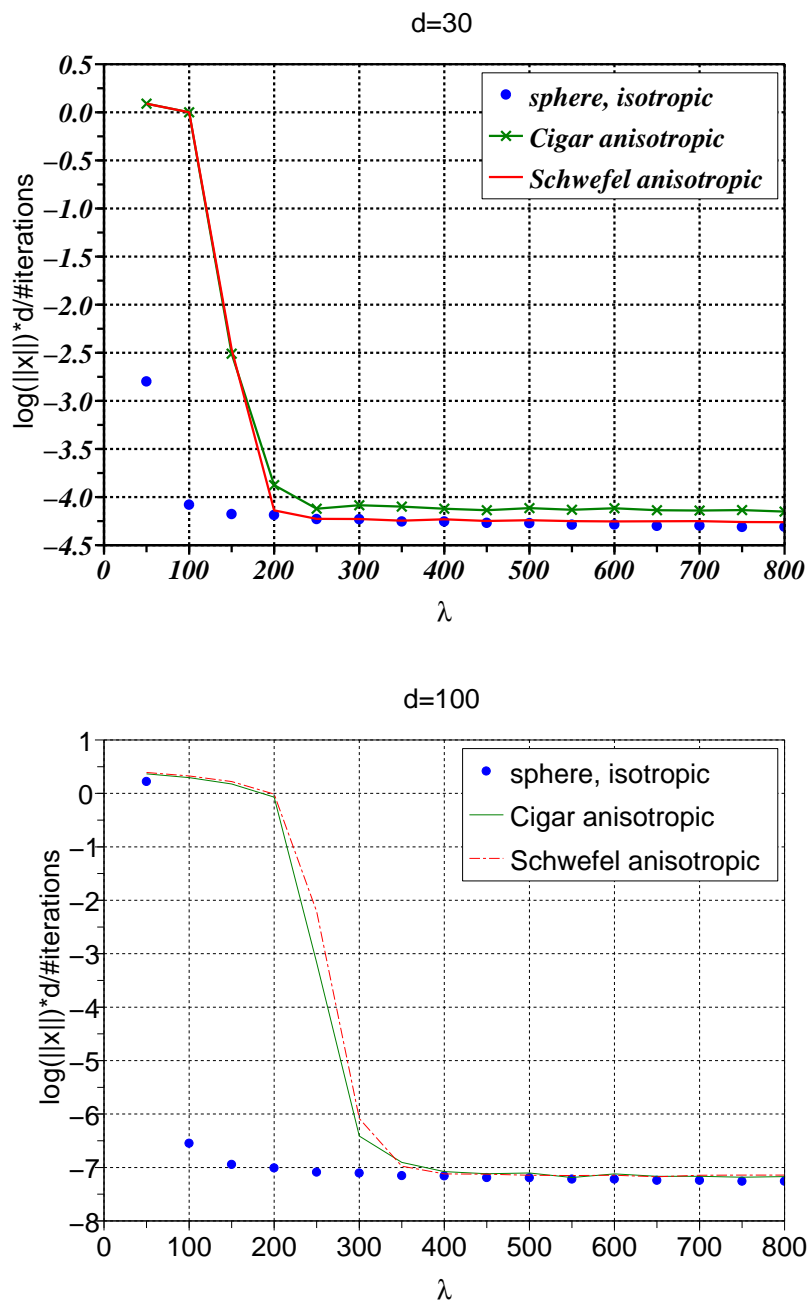 d=30
0.5
0.0
−0.5
−1.0
−1.5
−2.0
−2.5
−3.0
−3.5
−4.0
−4.5
sphere, isotropic
Cigar anisotropic
Schwefel anisotropic
log(||x||)*d/#iterations
0 100 200 300 400 500 600 700 800
λ
d=100
1
0
−1
−2
−3
−4
−5
−6
−7
−8
sphere, isotropic
Cigar anisotropic
Schwefel anisotropic
log(||x||)*d/#iterations
0 100 200 300 400 500 600 700 800
λ